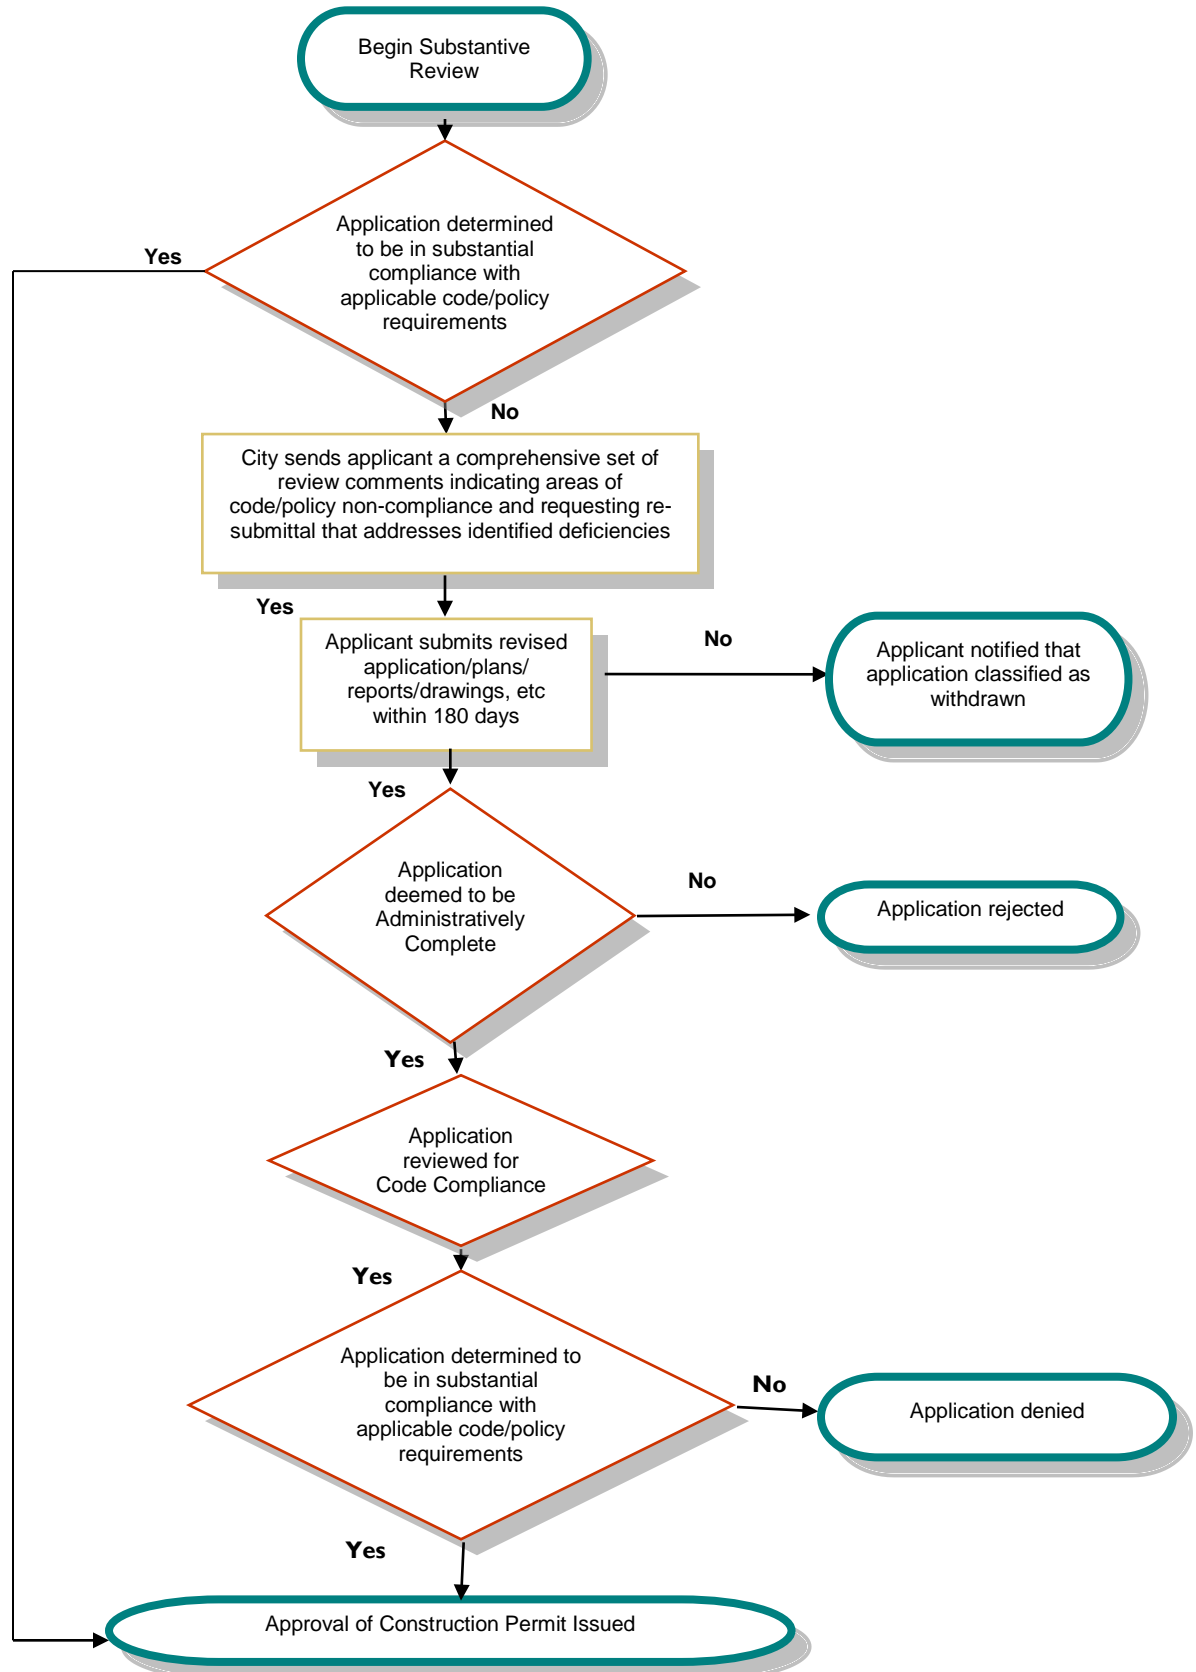 Begin Substantive
Review
Application determined
to be in substantial
compliance with
applicable code/policy
requirements
Yes
No
City sends applicant a comprehensive set of
review comments indicating areas of
code/policy non-compliance and requesting re-
submittal that addresses identified deficiencies
Yes
Applicant submits revised
application/plans/
reports/drawings, etc
within 180 days
No
Applicant notified that
application classified as
withdrawn
Yes
Application
deemed to be
Administratively
Complete
No
Application rejected
Yes
Application
reviewed for
Code Compliance
Yes
Application determined to
be in substantial
compliance with
applicable code/policy
requirements
No
Application denied
Yes
Approval of Construction Permit Issued